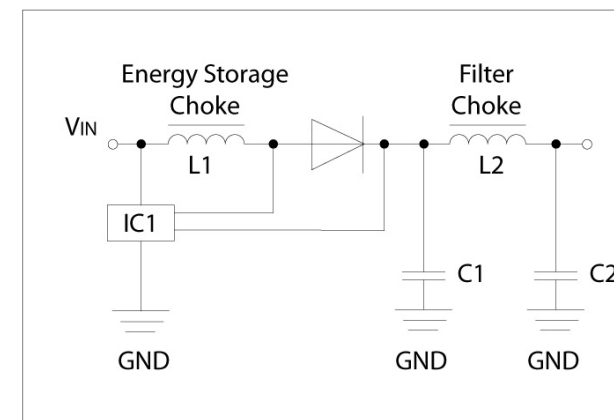 Energy Storage
Choke
Filter
Choke
VIN
L1
L2
IC1
C1
C2
GND
GND
GND